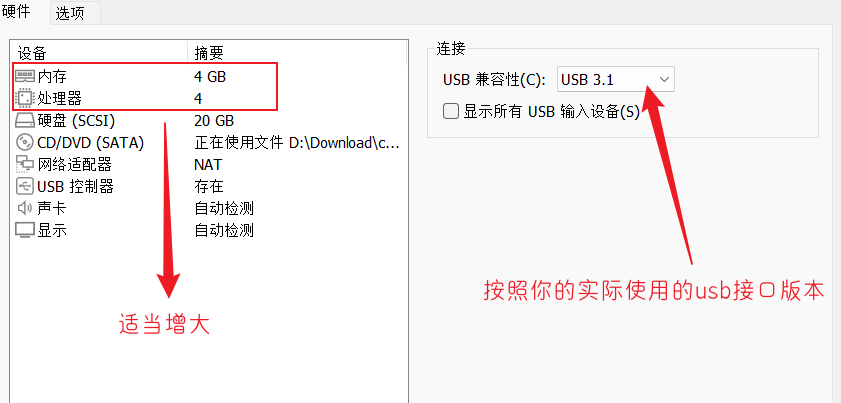 硬件 选项
设备 摘要
内存 4 GB
处理器 4
硬盘 (SCSI) 20 GB
CD/DVD (SATA) 正在使用文件 D:\Download\c...
网络适配器 NAT
USB 控制器 存在
声卡 自动检测
显示 自动检测
适当增大
连接
USB 兼容性(C): USB 3.1
显示所有 USB 输入设备(S)
按照你的实际使用的usb接口版本